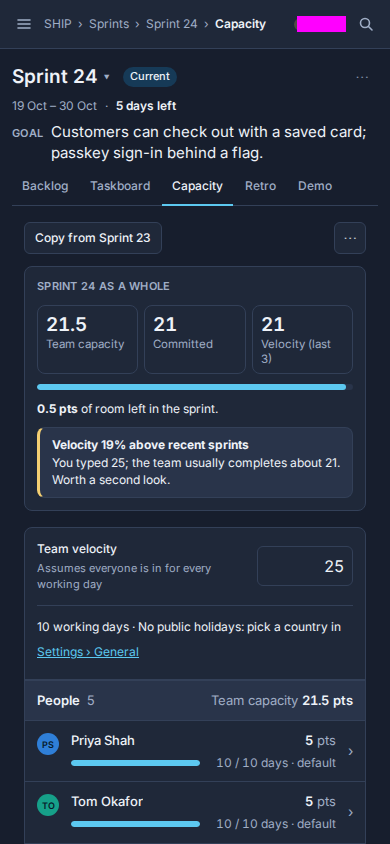 SHIP › Sprints › Sprint 24 › Capacity
Sprint 24 ▾ Current ...
19 Oct – 30 Oct · 5 days left
GOAL Customers can check out with a saved card;
passkey sign-in behind a flag.
Backlog Taskboard Capacity Retro Demo
Copy from Sprint 23 ...
SPRINT 24 AS A WHOLE
21.5 21 21
Team capacity Committed Velocity (last
3)
0.5 pts of room left in the sprint.
Velocity 19% above recent sprints
You typed 25; the team usually completes about 21.
Worth a second look.
Team velocity
25
Assumes everyone is in for every
working day
10 working days · No public holidays: pick a country in
Settings › General
People 5 Team capacity 21.5 pts
PS Priya Shah 5 pts ›
10 / 10 days · default
TO Tom Okafor 5 pts ›
10 / 10 days · default